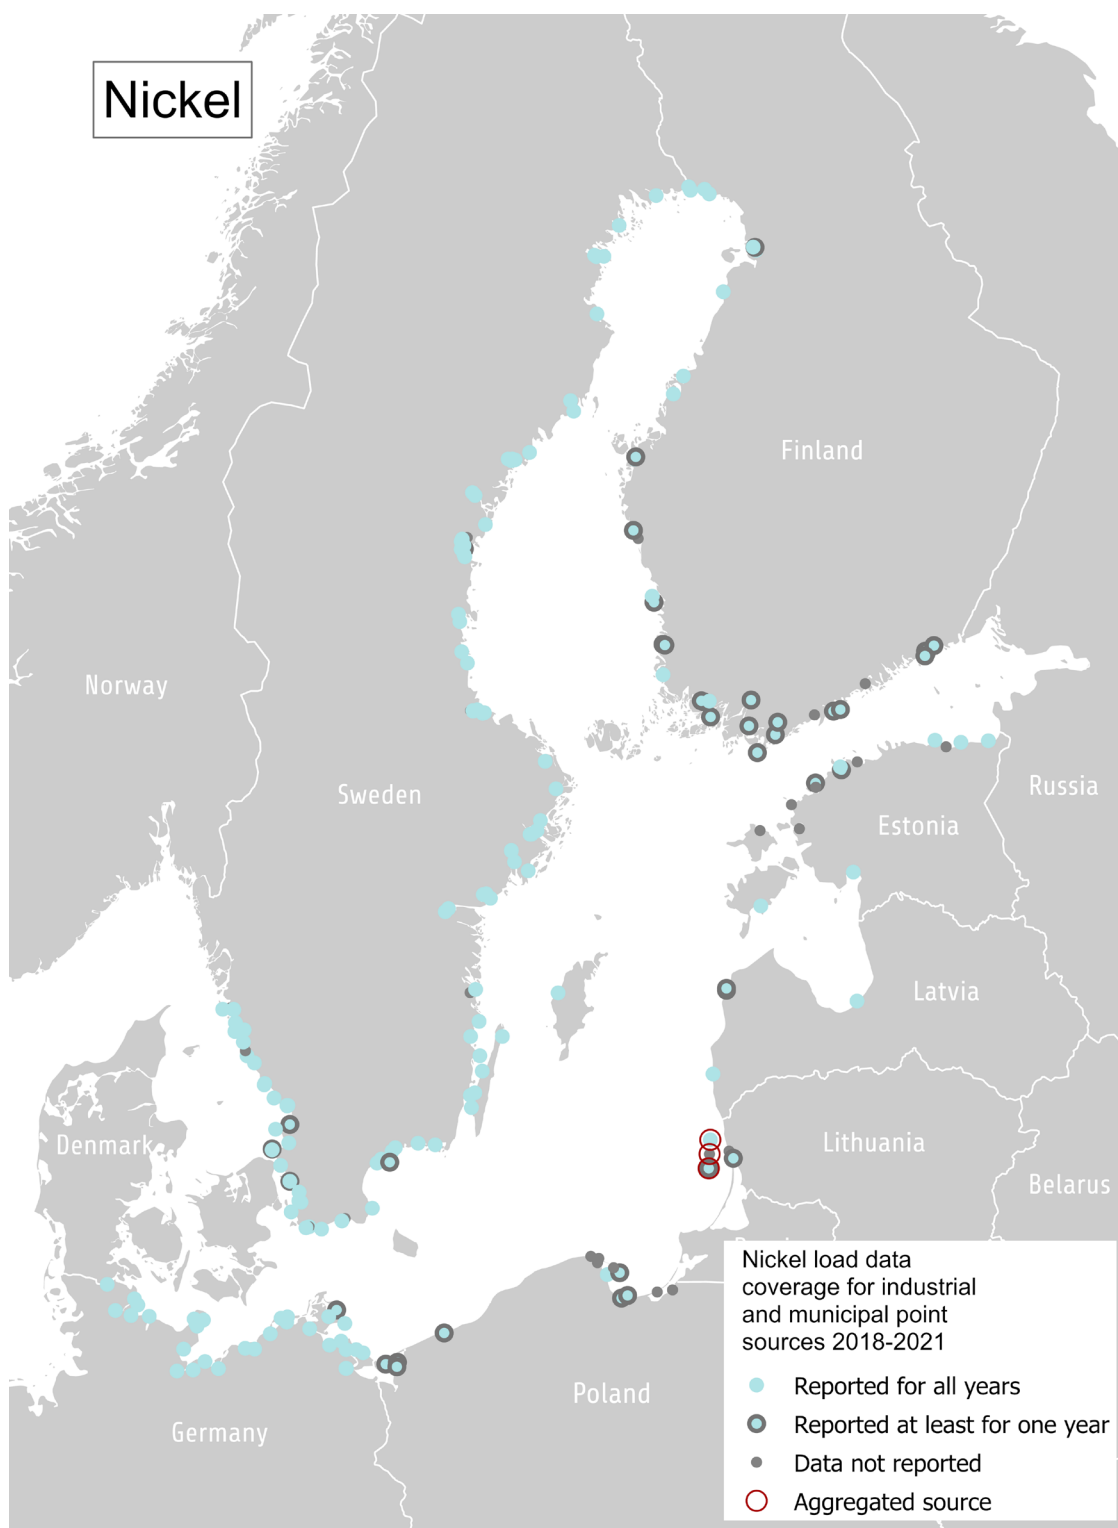 Nickel
Finland
Norway
Sweden
Russia
Estonia
Latvia
Denmark
Lithuania
Belarus
Nickel load data
coverage for industrial
and municipal point
sources 2018-2021
Reported for all years
Reported at least for one year
Data not reported
Aggregated source
Poland
Germany